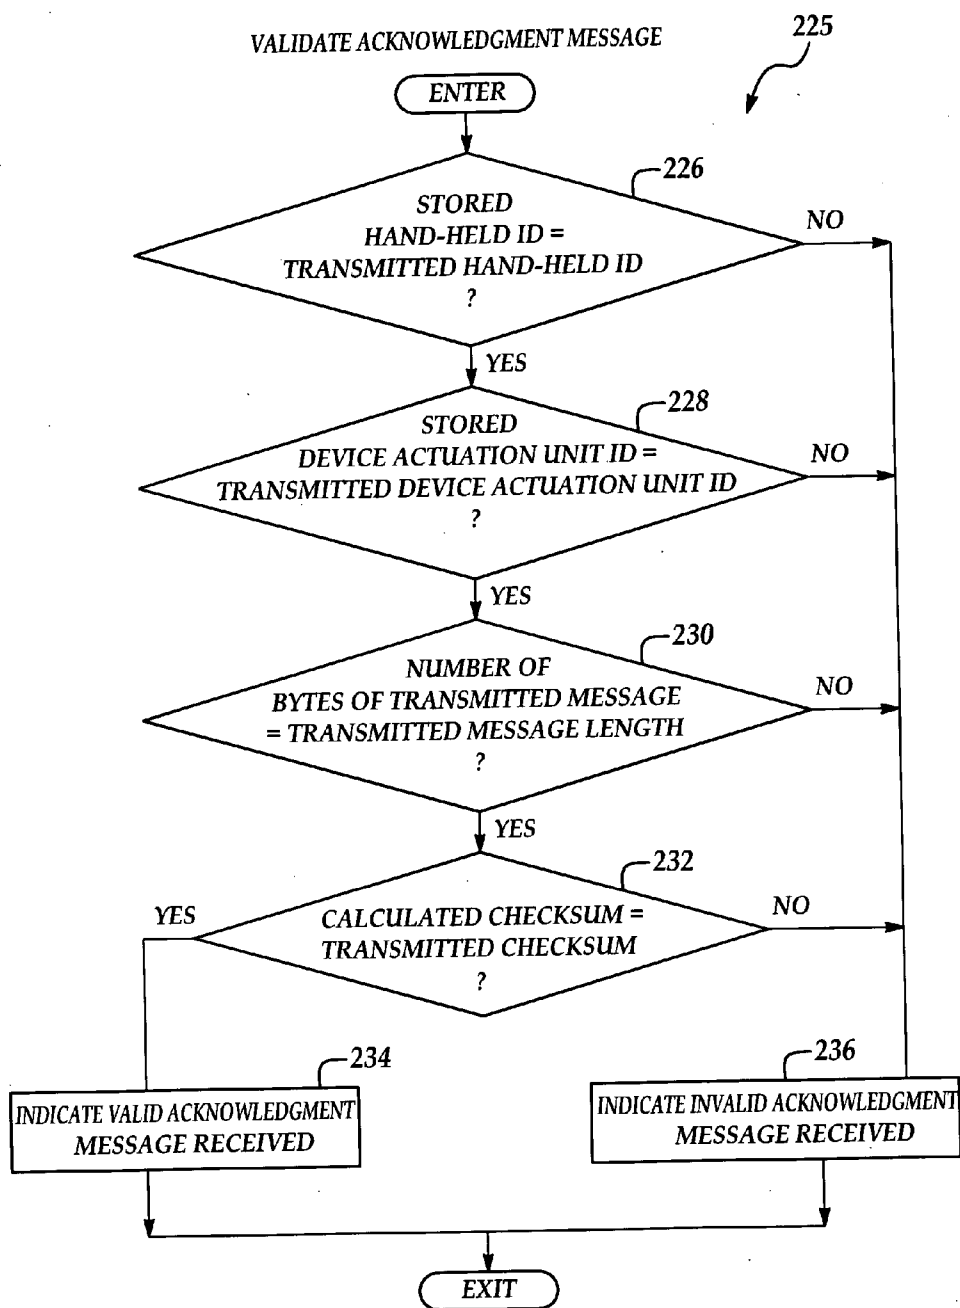 VALIDATE ACKNOWLEDGMENT MESSAGE
225
ENTER
226
STORED
HAND-HELD ID =
TRANSMITTED HAND-HELD ID
?
NO
YES
228
STORED
DEVICE ACTUATION UNIT ID =
TRANSMITTED DEVICE ACTUATION UNIT ID
?
NO
YES
230
NUMBER OF
BYTES OF TRANSMITTED MESSAGE
= TRANSMITTED MESSAGE LENGTH
?
NO
YES
232
CALCULATED CHECKSUM =
TRANSMITTED CHECKSUM
?
YES
NO
234
INDICATE VALID ACKNOWLEDGMENT
MESSAGE RECEIVED
236
INDICATE INVALID ACKNOWLEDGMENT
MESSAGE RECEIVED
EXIT